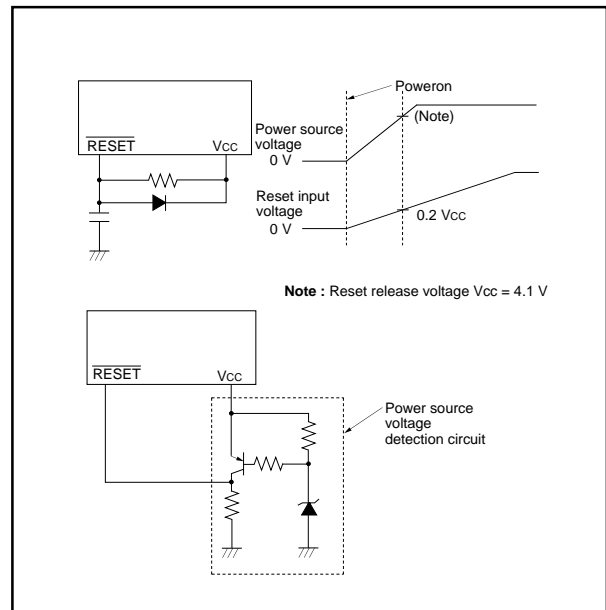 Poweron
(Note)
RESET VCC
Power source
voltage
0 V
Reset input
voltage
0 V
0.2 VCC
Note : Reset release voltage Vcc = 4.1 V
RESET VCC
Power source
voltage
detection circuit